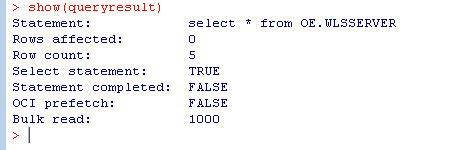 > show(queryresult)
Statement:            select * from OE.WLSSERVER
Rows affected:        0
Row count:            5
Select statement:     TRUE
Statement completed:  FALSE
OCI prefetch:         FALSE
Bulk read:            1000
>